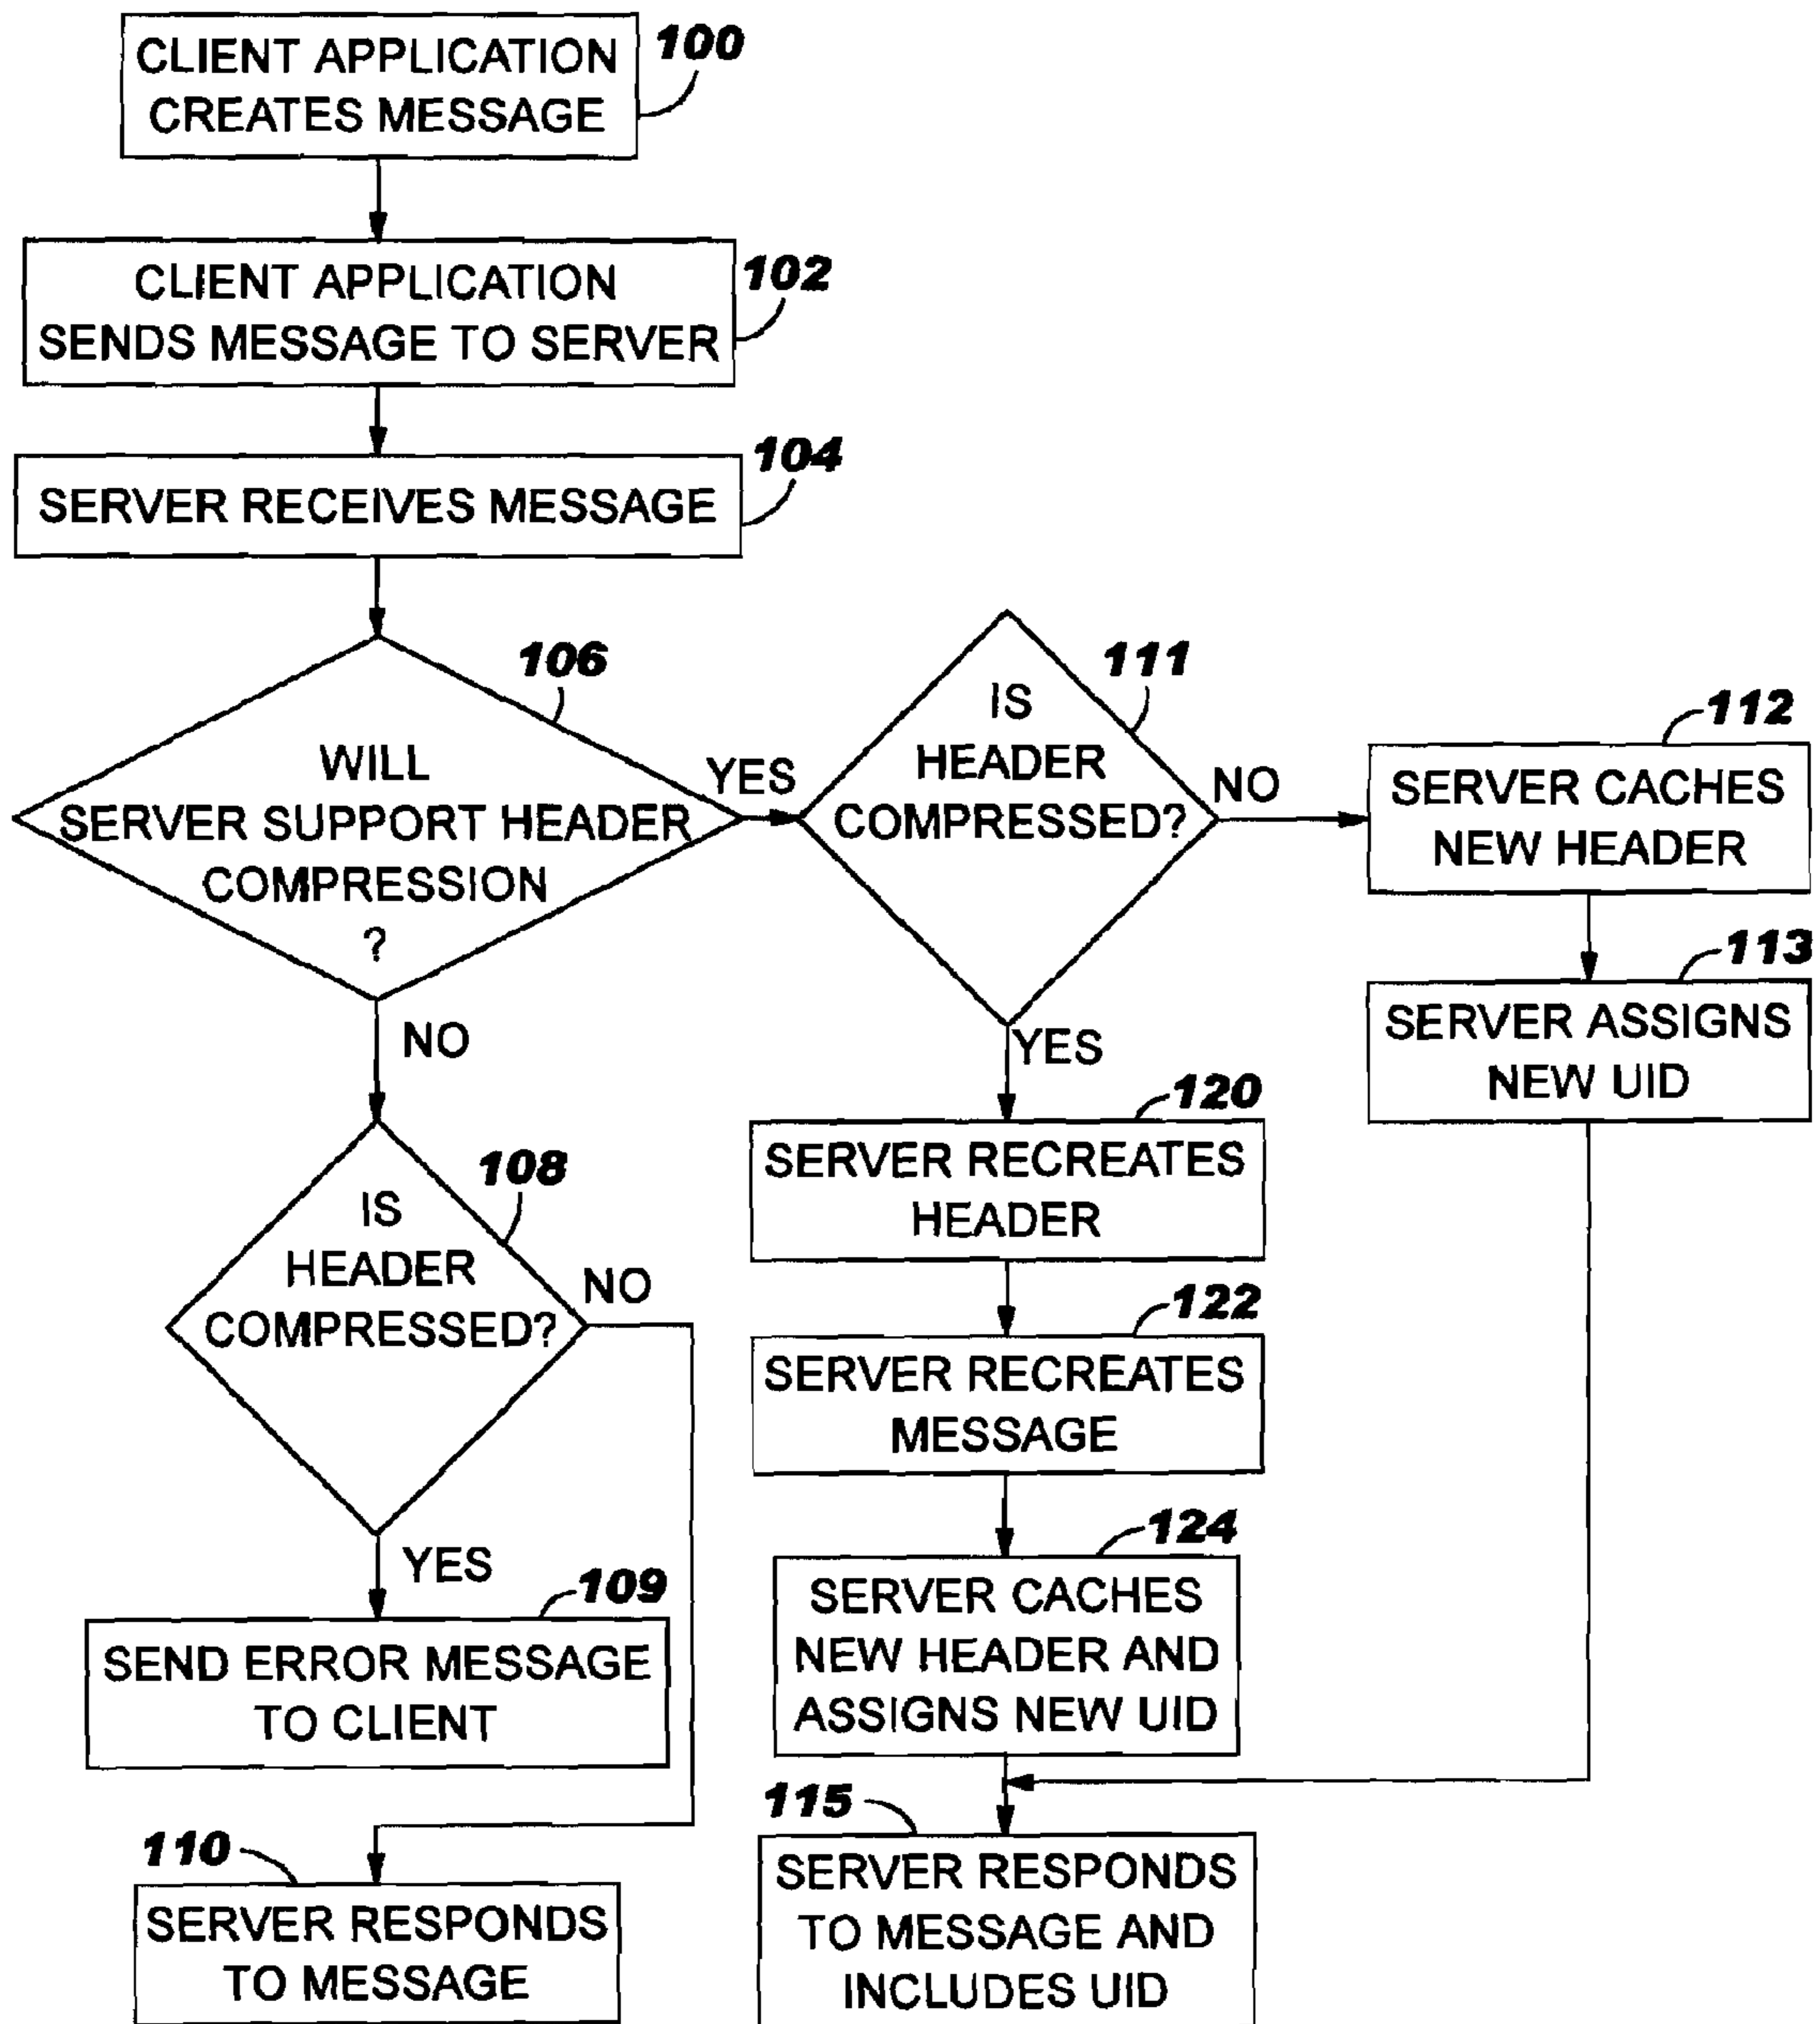 CLIENT APPLICATION
CREATES MESSAGE
100
CLIENT APPLICATION
SENDS MESSAGE TO SERVER
102
SERVER RECEIVES MESSAGE
104
WILL
SERVER SUPPORT HEADER
COMPRESSION
?
106
YES
NO
IS
HEADER
COMPRESSED?
111
NO
YES
SERVER CACHES
NEW HEADER
112
SERVER ASSIGNS
NEW UID
113
IS
HEADER
COMPRESSED?
108
NO
YES
SEND ERROR MESSAGE
TO CLIENT
109
SERVER RESPONDS
TO MESSAGE
110
SERVER RECREATES
HEADER
120
SERVER RECREATES
MESSAGE
122
SERVER CACHES
NEW HEADER AND
ASSIGNS NEW UID
124
SERVER RESPONDS
TO MESSAGE AND
INCLUDES UID
115